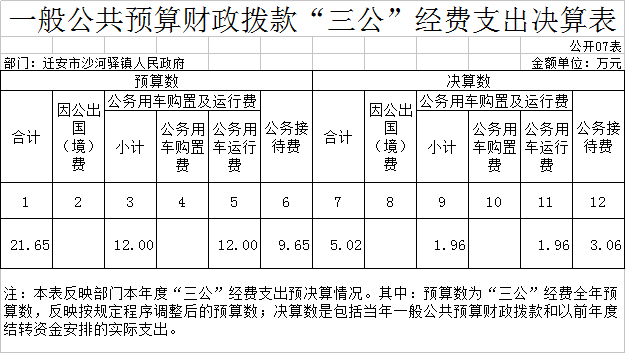 一般公共预算财政拨款“三公”经费支出决算表
公开07表
部门：迁安市沙河驿镇人民政府 金额单位：万元
预算数 决算数
合计 因公出国（境）费 公务用车购置及运行费 公务接待费 合计 因公出国（境）费 公务用车购置及运行费 公务接待费
小计 公务用车购置费 公务用车运行费 小计 公务用车购置费 公务用车运行费
1 2 3 4 5 6 7 8 9 10 11 12
21.65 12.00 12.00 9.65 5.02 1.96 1.96 3.06
注：本表反映部门本年度“三公”经费支出预决算情况。其中：预算数为“三公”经费全年预
算数，反映按规定程序调整后的预算数；决算数是包括当年一般公共预算财政拨款和以前年度
结转资金安排的实际支出。